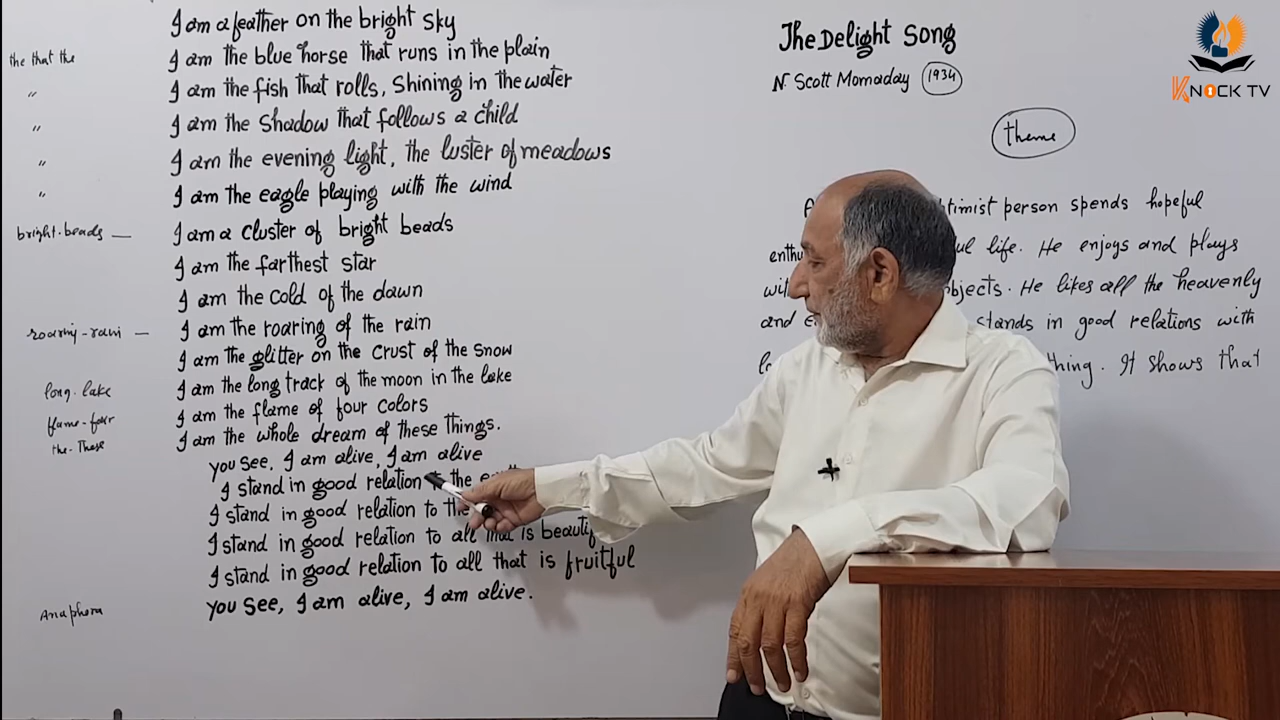 I am a feather on the bright sky
the that the
I am the blue horse that runs in the plain
"
I am the fish that rolls, shining in the water
"
I am the shadow that follows a child
"
I am the evening light, the luster of meadows
"
I am the eagle playing with the wind
bright-beads —
I am a cluster of bright beads
I am the farthest star
I am the cold of the dawn
roaring-rain —
I am the roaring of the rain
I am the glitter on the crust of the snow
long-lake
I am the long track of the moon in the lake
flame-four
I am the flame of four colors
the-these
I am the whole dream of these things.
you see, I am alive, I am alive
I stand in good relation to the
I stand in good relation to the
I stand in good relation to all that is
I stand in good relation to all that is fruitful
Anaphora
you see, I am alive, I am alive.
The Delight Song
N. Scott Momaday 1934
theme
person spends hopeful
life. He enjoys and plays
objects. He likes all the heavenly
and stands in good relations with
thing. It shows that
KNOCK TV